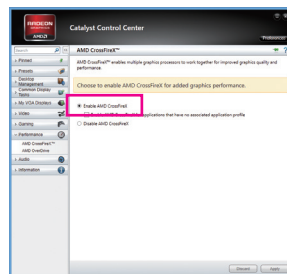 RADEON
GRAPHICS
AMD
Catalyst Control Center
Preferences
Search
Pinned
Presets
Desktop
Management
Common Display
Tasks
My VGA Displays
Video
Gaming
Performance
AMD CrossFireX™
AMD OverDrive
Audio
Information
AMD CrossFireX™
AMD CrossFireX™ enables multiple graphics processors to work together for improved graphics quality and
performance.
Choose to enable AMD CrossFireX for added graphics performance.
Enable AMD CrossFireX
applications that have no associated application profile
Disable AMD CrossFireX
Discard
Apply